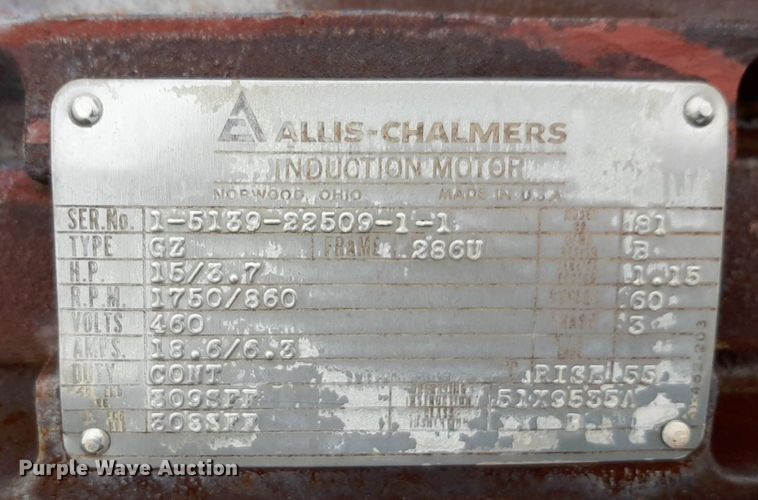 ALLIS-CHALMERS
INDUCTION MOTOR
NORWOOD, OHIO MADE IN U.S.A.
SER.No. 1-5139-22509-1-1 81
TYPE GZ FRAME 286U B
H.P. 15/3.7 1.15
R.P.M. 1750/860 60
VOLTS 460 3
AMPS. 18.6/6.3
DUTY CONT RISE 55
309SFF 51X9535A
308SFF B
Purple Wave Auction